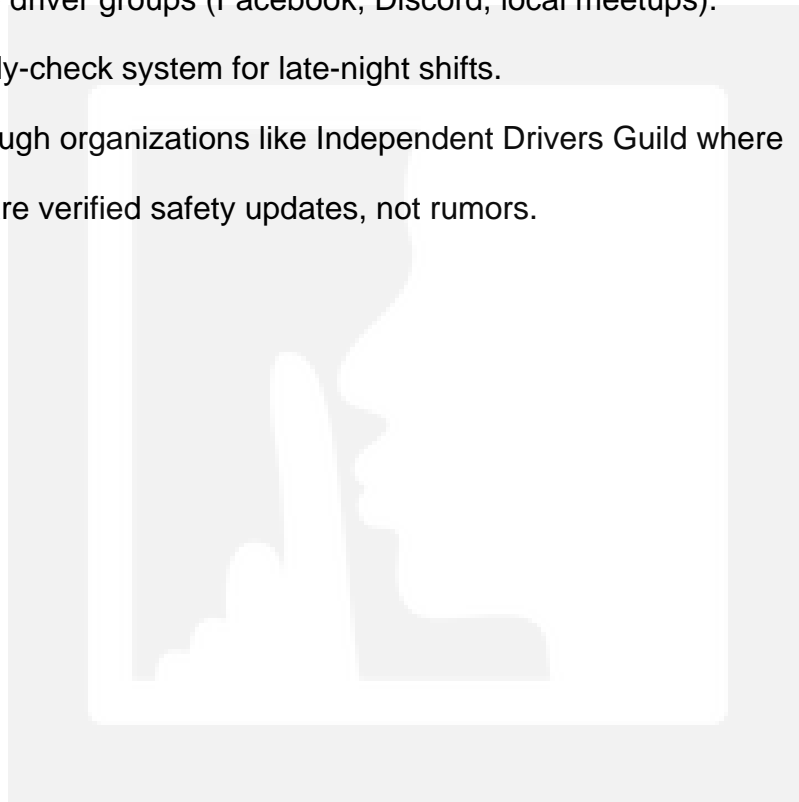 driver groups (Facebook, Discord, local meetups).
ly-check system for late-night shifts.
ugh organizations like Independent Drivers Guild where
re verified safety updates, not rumors.